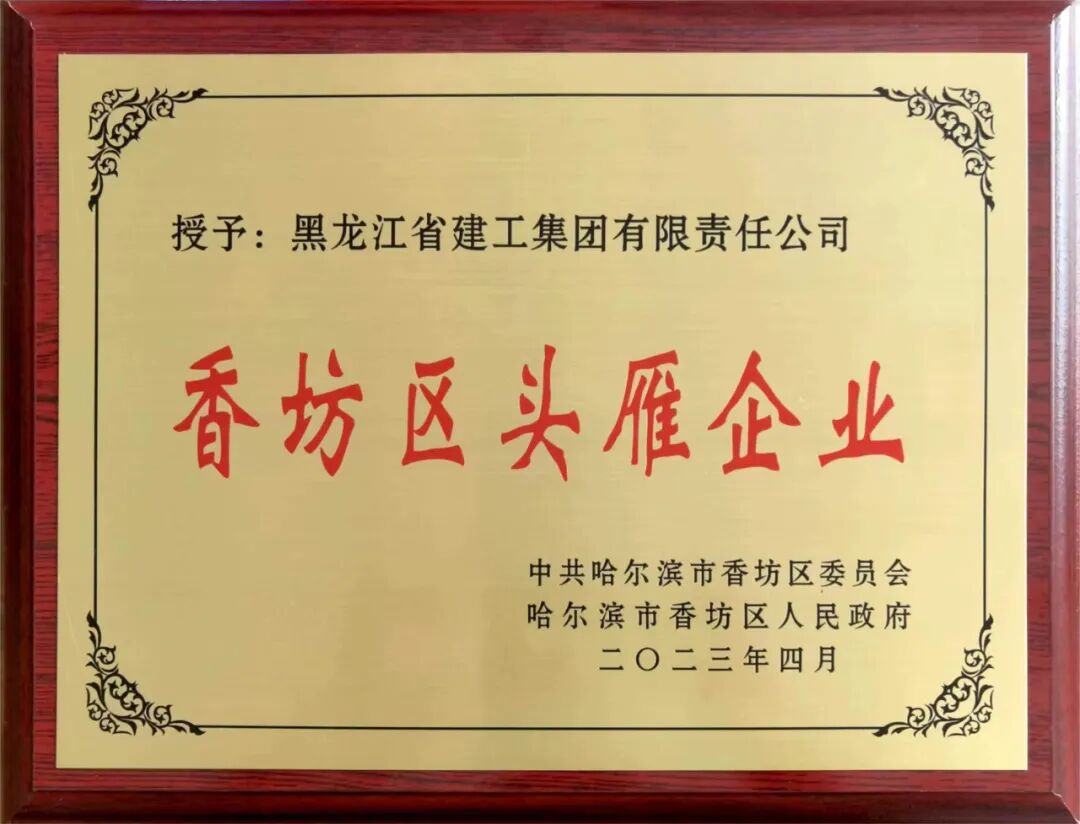 授予：黑龙江省建工集团有限责任公司
香坊区头雁企业
中共哈尔滨市香坊区委员会
哈尔滨市香坊区人民政府
二〇二三年四月